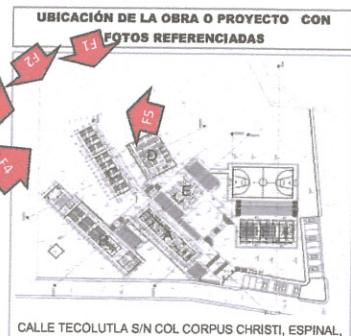 UBICACIÓN DE LA OBRA O PROYECTO CON
FOTOS REFERENCIADAS
F2
F1
F5
F4
D
E
CALLE TECOLUTLA S/N COL CORPUS CHRISTI, ESPINAL,